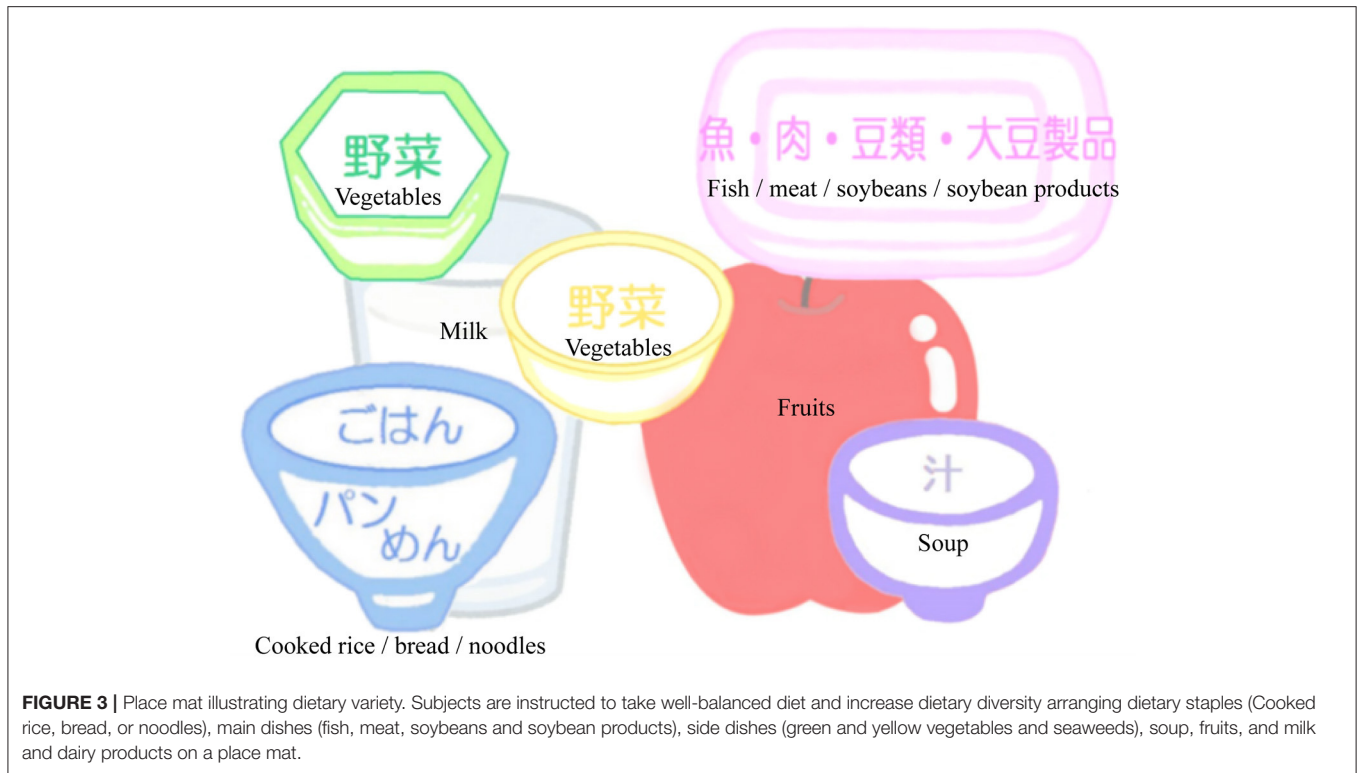 野菜
Vegetables
魚・肉・豆類・大豆製品
Fish / meat / soybeans / soybean products
Milk
野菜
Vegetables
Fruits
ごはん
パン
めん
汁
Soup
Cooked rice / bread / noodles
FIGURE 3 | Place mat illustrating dietary variety. Subjects are instructed to take well-balanced diet and increase dietary diversity arranging dietary staples (Cooked
rice, bread, or noodles), main dishes (fish, meat, soybeans and soybean products), side dishes (green and yellow vegetables and seaweeds), soup, fruits, and milk
and dairy products on a place mat.